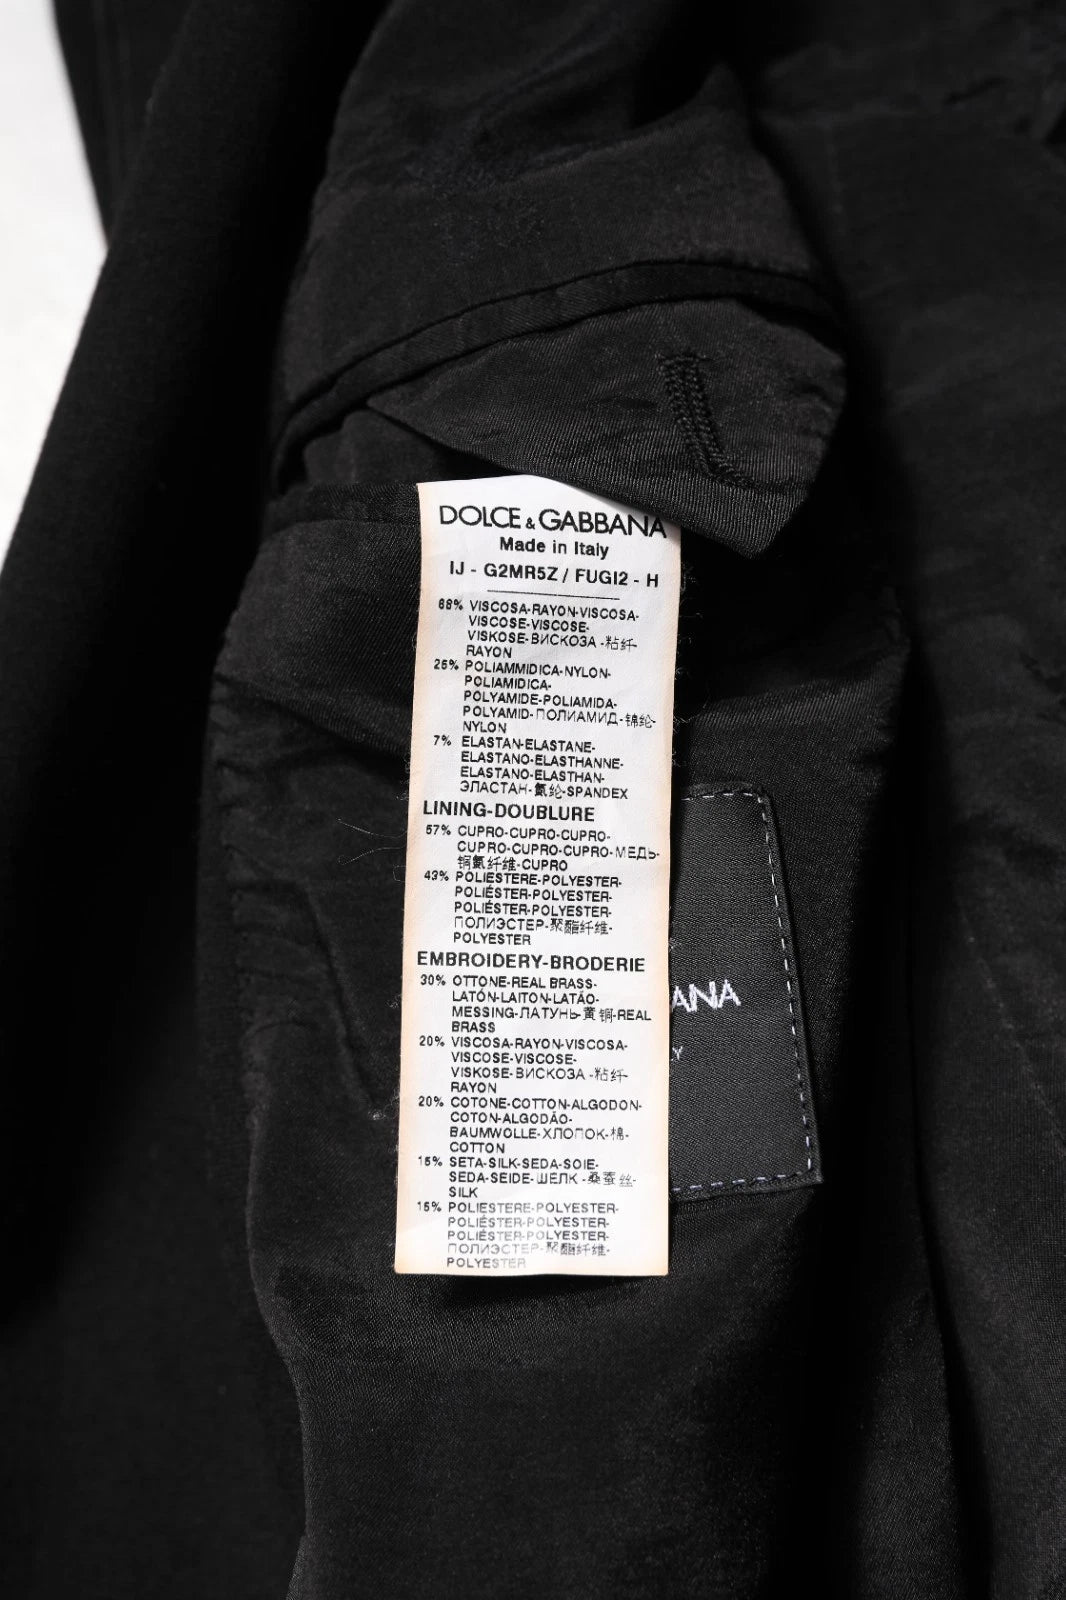 DOLCE & GABBANA
Made in Italy
IJ - G2MR5Z / FUGI2 - H
68% VISCOSA-RAYON-VISCOSA-
VISCOSE-VISCOSE-
VISKOSE-ВИСКОЗА -粘纤-
RAYON
25% POLIAMMIDICA-NYLON-
POLIAMIDICA-
POLYAMIDE-POLIAMIDA-
POLYAMID-ПОЛИАМИД-锦纶-
NYLON
7% ELASTAN-ELASTANE-
ELASTANO-ELASTHANNE-
ELASTANO-ELASTHAN-
ЭЛАСТАН-氨纶-SPANDEX
LINING-DOUBLURE
57% CUPRO-CUPRO-CUPRO-
CUPRO-CUPRO-CUPRO-МЕДЬ-
铜氨纤维-CUPRO
43% POLIESTERE-POLYESTER-
POLIÉSTER-POLYESTER-
POLIÉSTER-POLYESTER-
ПОЛИЭСТЕР-聚酯纤维-
POLYESTER
EMBROIDERY-BRODERIE
30% OTTONE-REAL BRASS-
LATÓN-LAITON-LATÃO-
MESSING-ЛАТУНЬ-黄铜-REAL
BRASS
20% VISCOSA-RAYON-VISCOSA-
VISCOSE-VISCOSE-
VISKOSE-ВИСКОЗА -粘纤-
RAYON
20% COTONE-COTTON-ALGODON-
COTON-ALGODÃO-
BAUMWOLLE-ХЛОПОК-棉-
COTTON
15% SETA-SILK-SEDA-SOIE-
SEDA-SEIDE-ШЕЛК -桑蚕丝-
SILK
15% POLIESTERE-POLYESTER-
POLIÉSTER-POLYESTER-
POLIÉSTER-POLYESTER-
ПОЛИЭСТЕР-聚酯纤维-
POLYESTER
ANA
Y